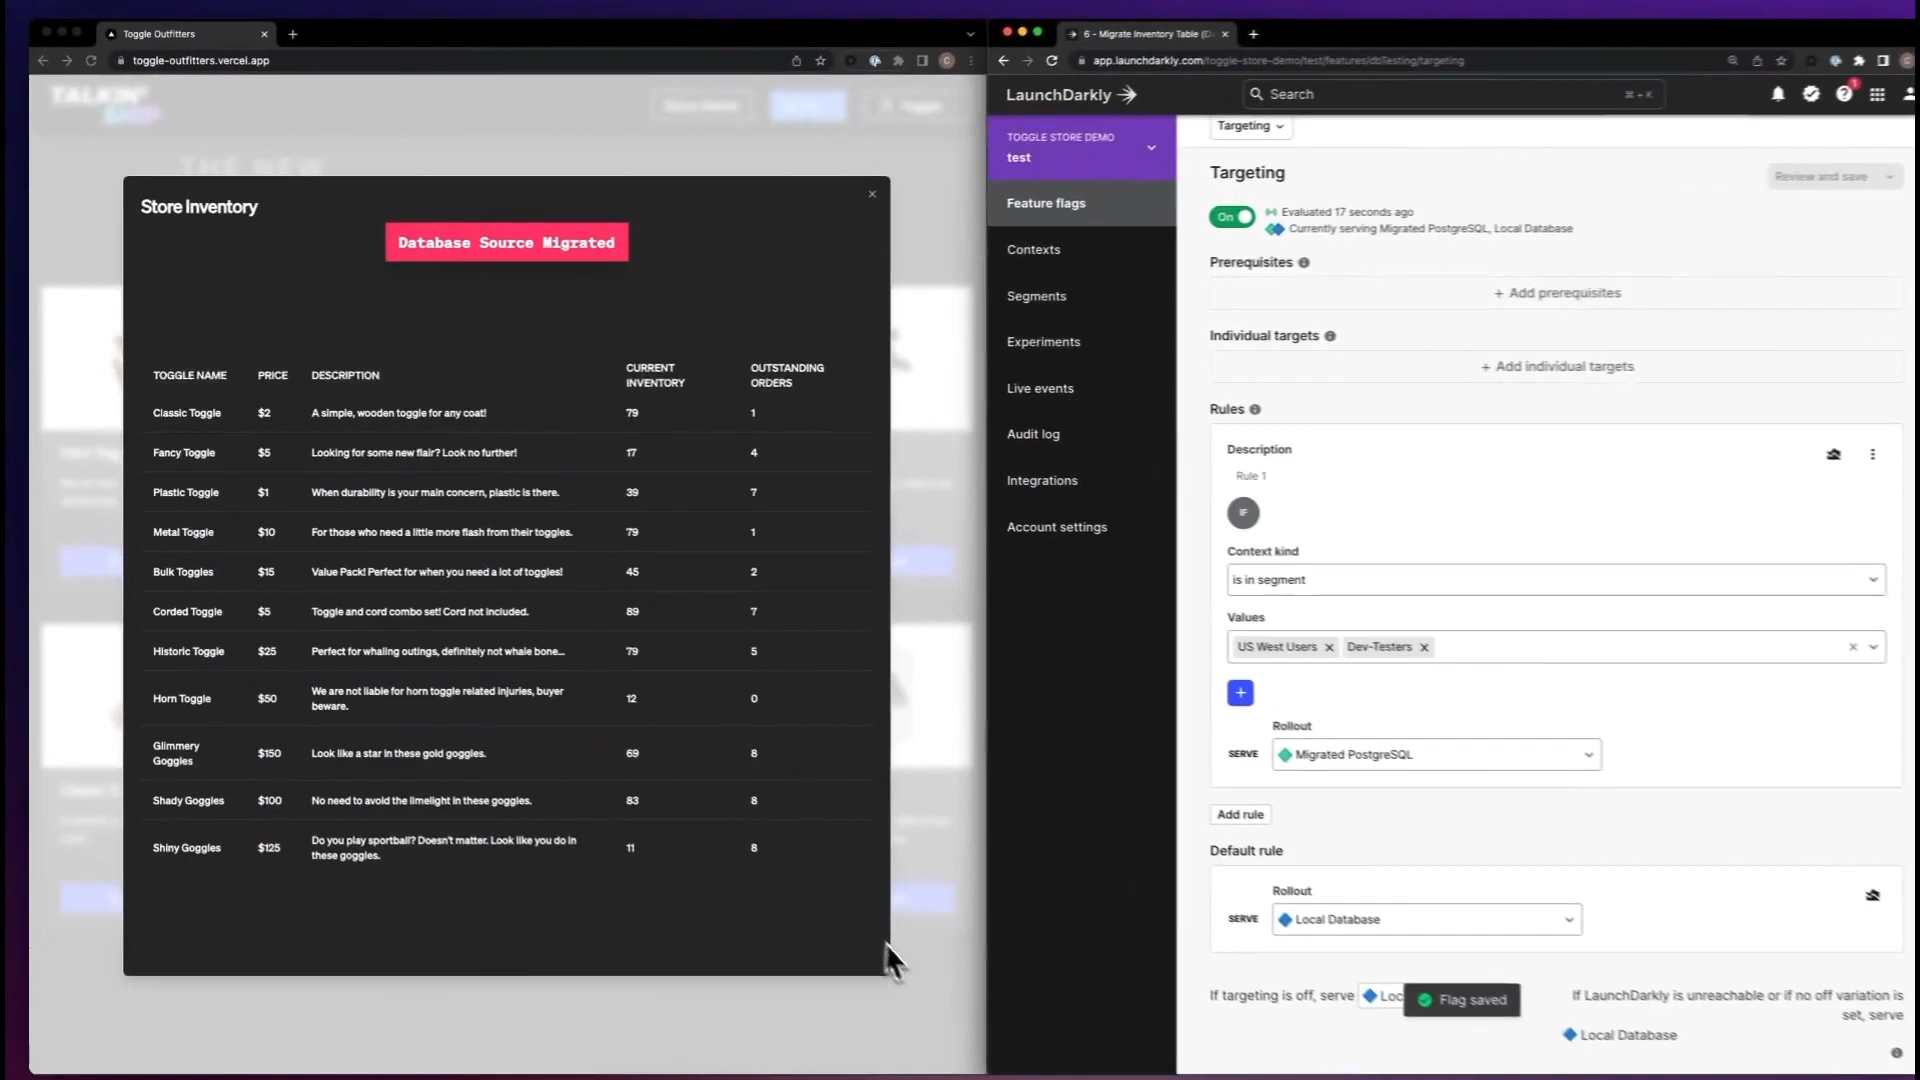 Toggle Outfitters
toggle-outfitters.vercel.app
TALKIN'
SHOP
THE NEW
Store Inventory
Database Source Migrated
TOGGLE NAME PRICE DESCRIPTION CURRENT INVENTORY OUTSTANDING ORDERS
Classic Toggle $2 A simple, wooden toggle for any coat! 79 1
Fancy Toggle $5 Looking for some new flair? Look no further! 17 4
Plastic Toggle $1 When durability is your main concern, plastic is there. 39 7
Metal Toggle $10 For those who need a little more flash from their toggles. 79 1
Bulk Toggles $15 Value Pack! Perfect for when you need a lot of toggles! 45 2
Corded Toggle $5 Toggle and cord combo set! Cord not included. 89 7
Historic Toggle $25 Perfect for whaling outings, definitely not whale bone... 79 5
Horn Toggle $50 We are not liable for horn toggle related injuries, buyer beware. 12 0
Glimmery Goggles $150 Look like a star in these gold goggles. 69 8
Shady Goggles $100 No need to avoid the limelight in these goggles. 83 8
Shiny Goggles $125 Do you play sportball? Doesn't matter. Look like you do in these goggles. 11 8
6 - Migrate Inventory Table (D
app.launchdarkly.com/toggle-store-demo/test/features/dbTesting/targeting
LaunchDarkly
Search
⌘ + K
1
TOGGLE STORE DEMO
test
Feature flags
Contexts
Segments
Experiments
Live events
Audit log
Integrations
Account settings
Targeting
Targeting
Review and save
On
Evaluated 17 seconds ago
Currently serving Migrated PostgreSQL, Local Database
Prerequisites
+ Add prerequisites
Individual targets
+ Add individual targets
Rules
Description
Rule 1
IF
Context kind
is in segment
Values
US West Users
Dev-Testers
+
Rollout
SERVE Migrated PostgreSQL
Add rule
Default rule
Rollout
SERVE Local Database
If targeting is off, serve Loc
Flag saved
If LaunchDarkly is unreachable or if no off variation is
set, serve
Local Database